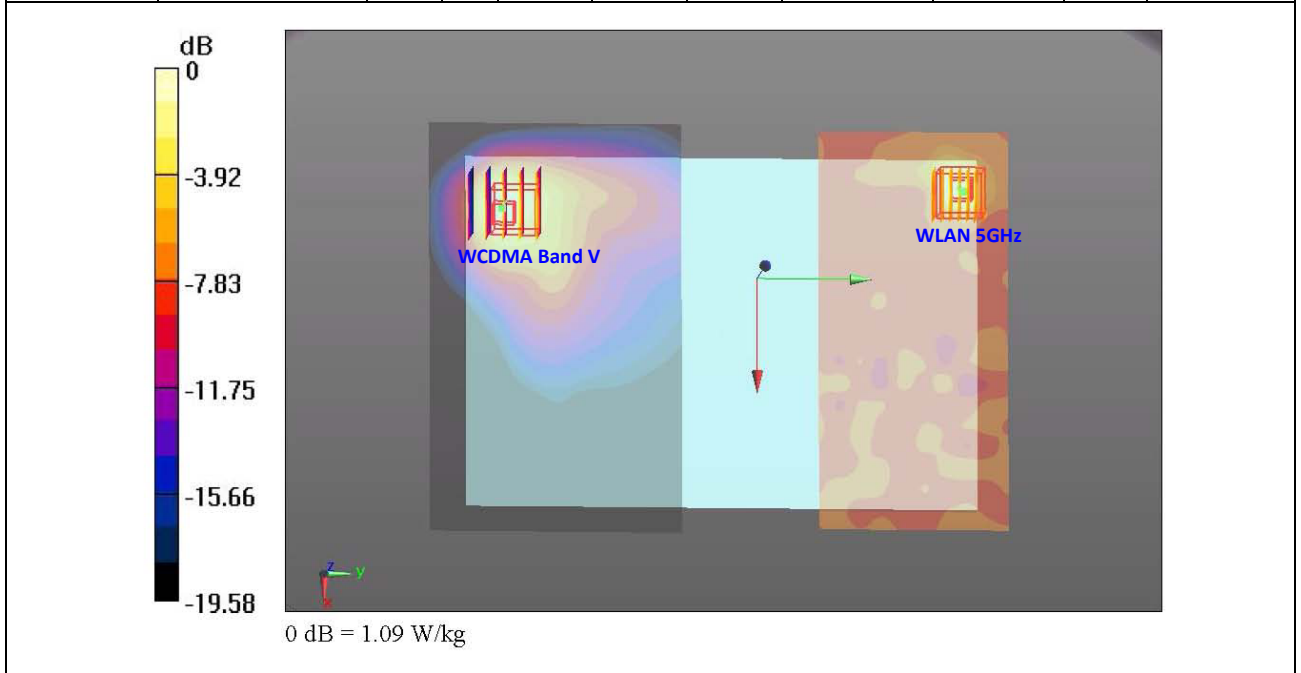 dB
0
-3.92
-7.83
-11.75
-15.66
-19.58
WCDMA Band V
WLAN 5GHz
z
y
x
0 dB = 1.09 W/kg